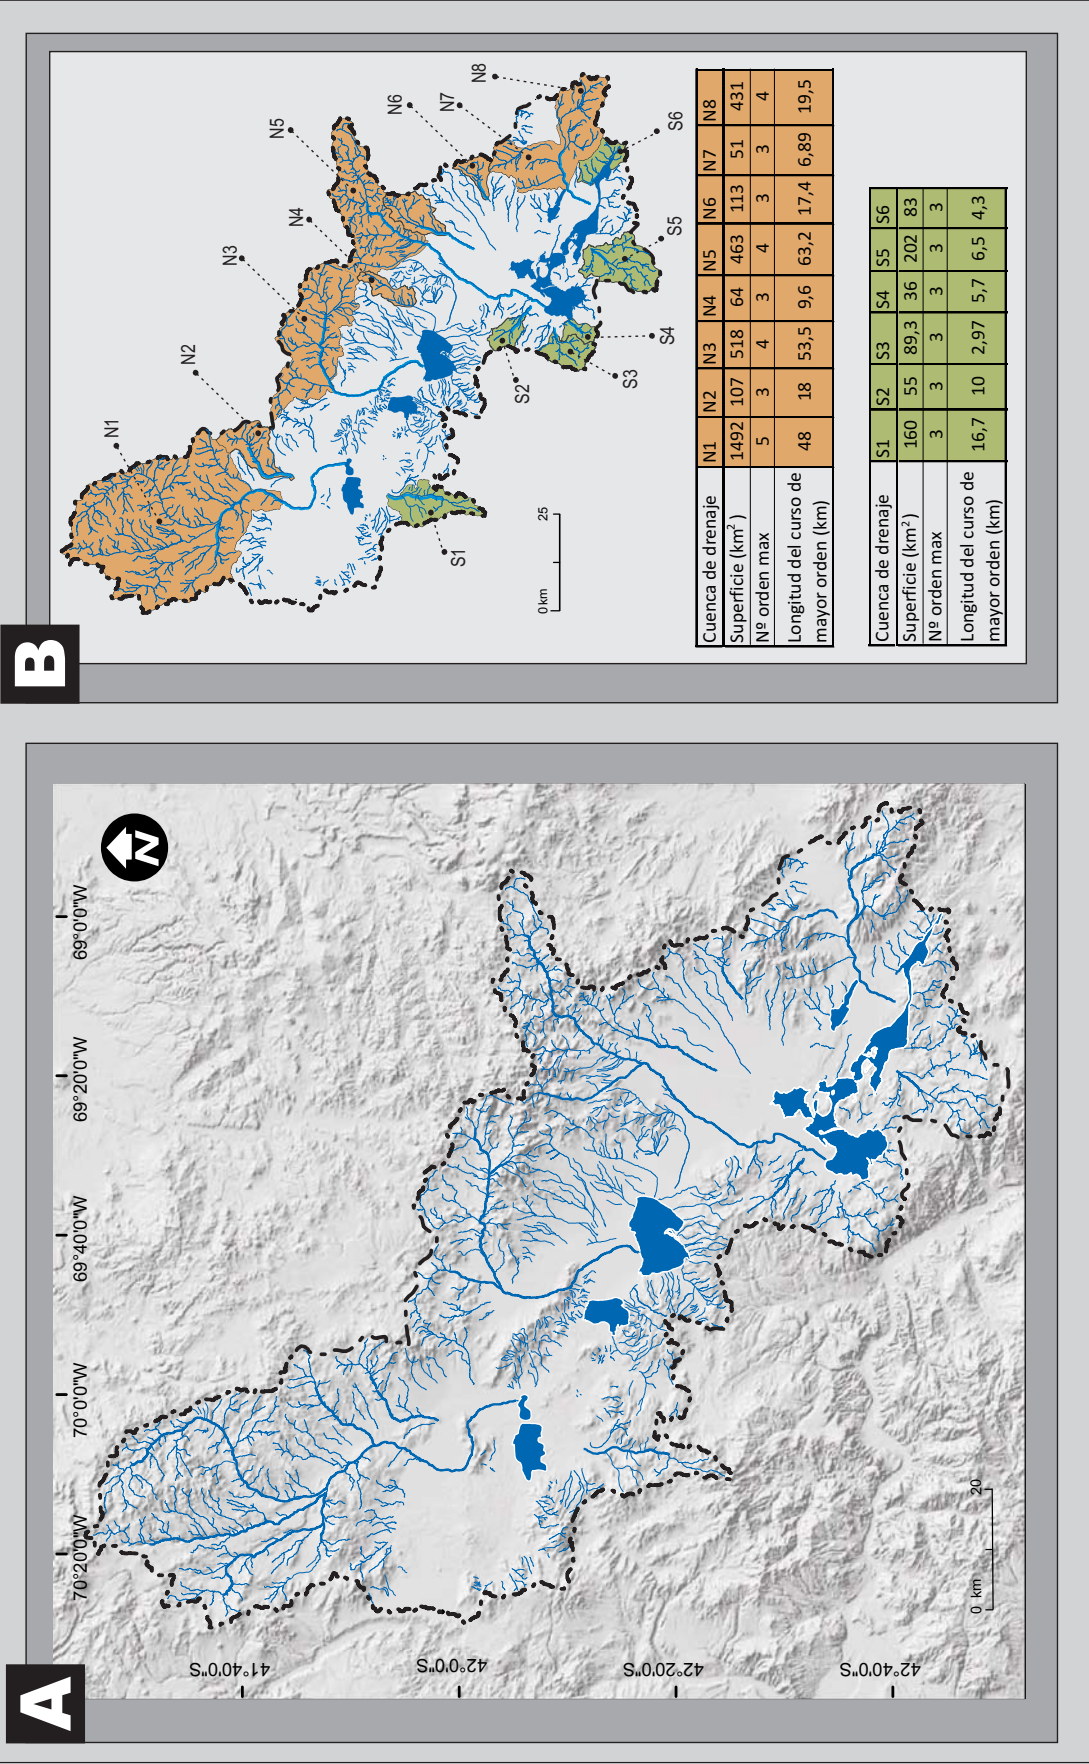 A
N
70°20'0"W
70°0'0"W
69°40'0"W
69°20'0"W
69°0'0"W
41°40'0"S
42°0'0"S
42°20'0"S
42°40'0"S
0 km 20
B
N1
N2
N3
N4
N5
N6
N7
N8
S1
S2
S3
S4
S5
S6
0 km 25
Cuenca de drenaje N1 N2 N3 N4 N5 N6 N7 N8
Superficie (km²) 1492 107 518 64 463 113 51 431
Nº orden max 5 3 4 3 4 3 3 4
Longitud del curso de
mayor orden (km) 48 18 53,5 9,6 63,2 17,4 6,89 19,5
Cuenca de drenaje S1 S2 S3 S4 S5 S6
Superficie (km²) 160 55 89,3 36 202 83
Nº orden max 3 3 3 3 3 3
Longitud del curso de
mayor orden (km) 16,7 10 2,97 5,7 6,5 4,3